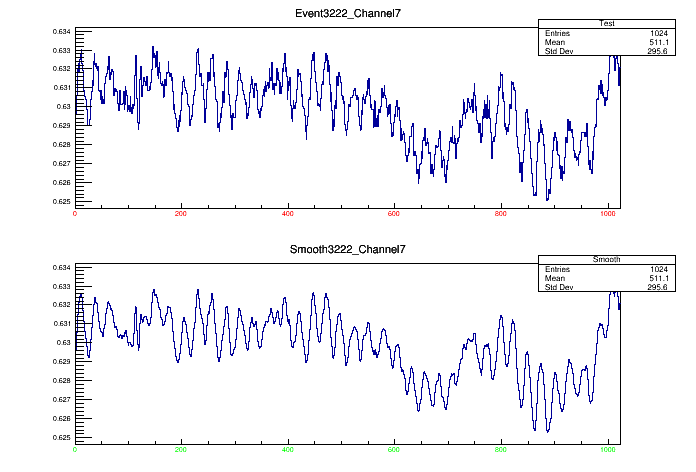 Event3222_Channel7
Test
Entries 1024
Mean 511.1
Std Dev 295.6
0.634
0.633
0.632
0.631
0.63
0.629
0.628
0.627
0.626
0.625
0 200 400 600 800 1000
Smooth3222_Channel7
Smooth
Entries 1024
Mean 511.1
Std Dev 295.6
0.634
0.633
0.632
0.631
0.63
0.629
0.628
0.627
0.626
0.625
0 200 400 600 800 1000